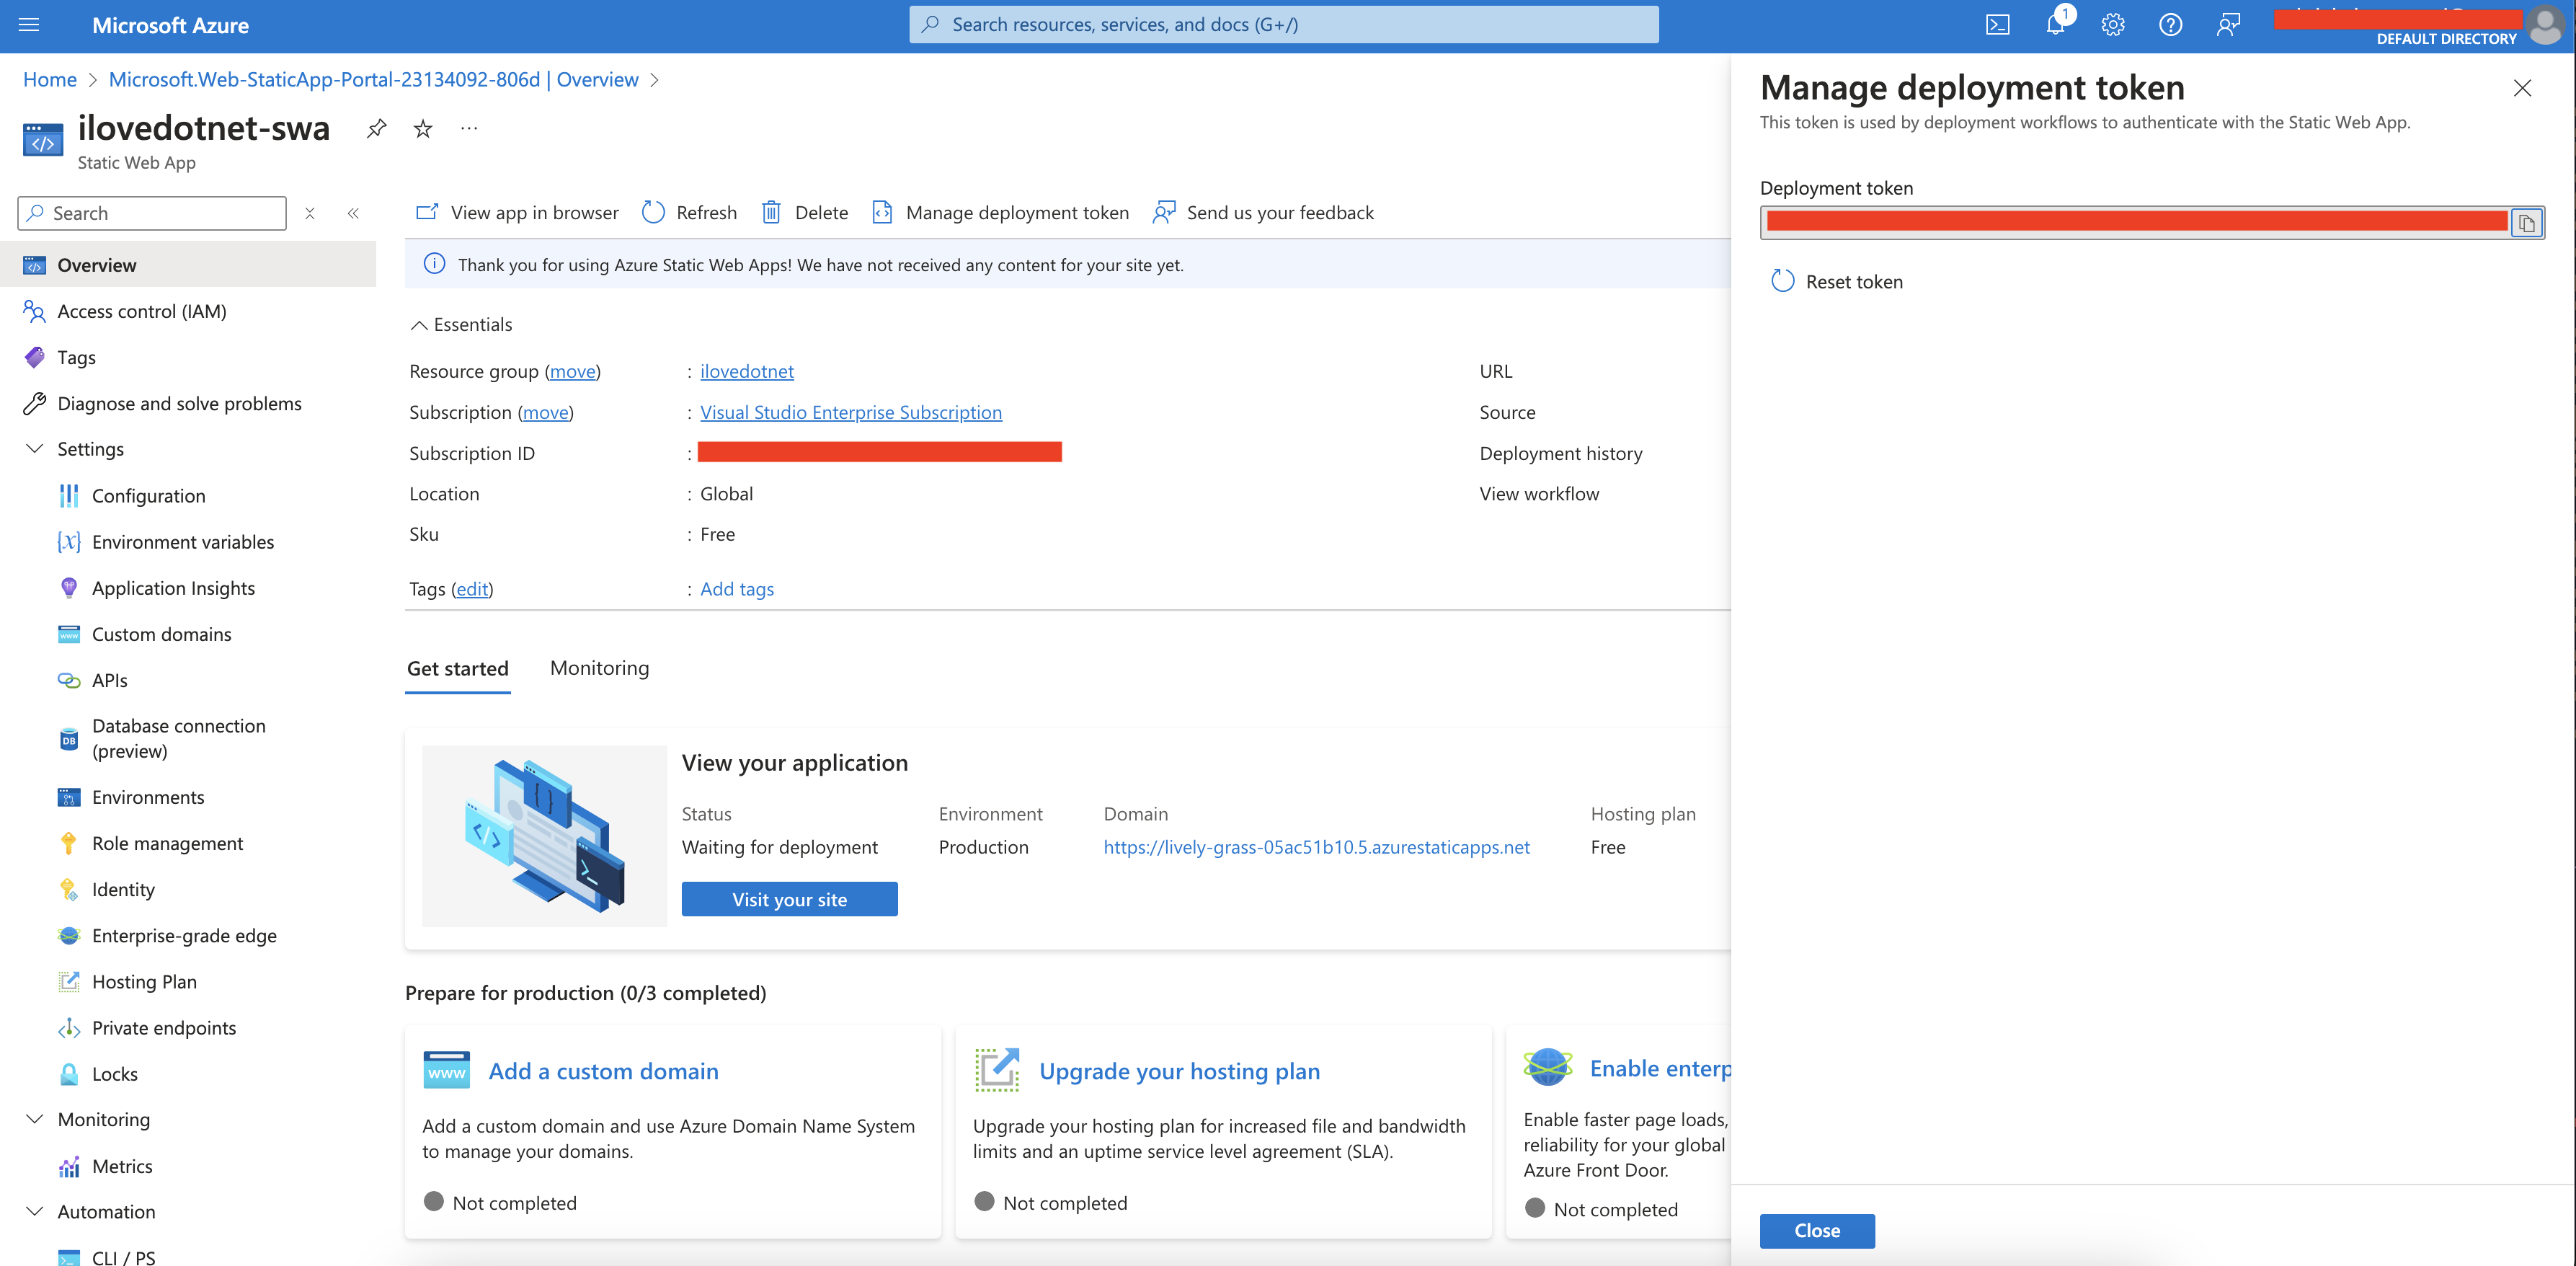 Microsoft Azure
Search resources, services, and docs (G+/)
1
DEFAULT DIRECTORY
Home > Microsoft.Web-StaticApp-Portal-23134092-806d | Overview >
ilovedotnet-swa
Static Web App
Search
Overview
Access control (IAM)
Tags
Diagnose and solve problems
Settings
Configuration
Environment variables
Application Insights
Custom domains
APIs
Database connection
(preview)
Environments
Role management
Identity
Enterprise-grade edge
Hosting Plan
Private endpoints
Locks
Monitoring
Metrics
Automation
CLI / PS
View app in browser Refresh Delete Manage deployment token Send us your feedback
Thank you for using Azure Static Web Apps! We have not received any content for your site yet.
Essentials
Resource group (move) : ilovedotnet
Subscription (move) : Visual Studio Enterprise Subscription
Subscription ID :
Location : Global
Sku : Free
Tags (edit) : Add tags
URL
Source
Deployment history
View workflow
Get started Monitoring
View your application
Status Environment Domain Hosting plan
Waiting for deployment Production https://lively-grass-05ac51b10.5.azurestaticapps.net Free
Visit your site
Prepare for production (0/3 completed)
www
Add a custom domain
Add a custom domain and use Azure Domain Name System
to manage your domains.
Not completed
Upgrade your hosting plan
Upgrade your hosting plan for increased file and bandwidth
limits and an uptime service level agreement (SLA).
Not completed
Enable enterp
Enable faster page loads,
reliability for your global
Azure Front Door.
Not completed
Manage deployment token
This token is used by deployment workflows to authenticate with the Static Web App.
Deployment token
Reset token
Close